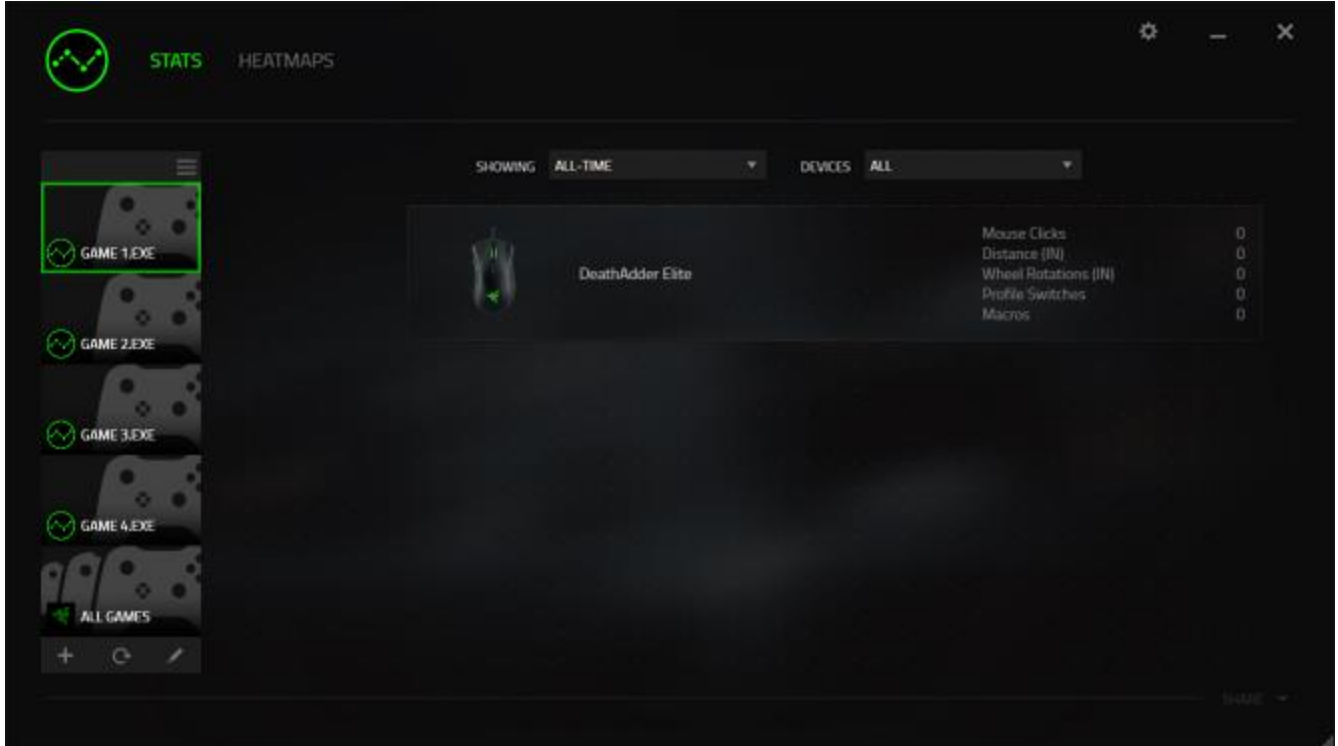 STATS HEATMAPS
SHOWING ALL-TIME DEVICES ALL
GAME 1.EXE
GAME 2.EXE
GAME 3.EXE
GAME 4.EXE
ALL GAMES
DeathAdder Elite
Mouse Clicks 0
Distance (IN) 0
Wheel Rotations (IN) 0
Profile Switches 0
Macros 0
SHARE